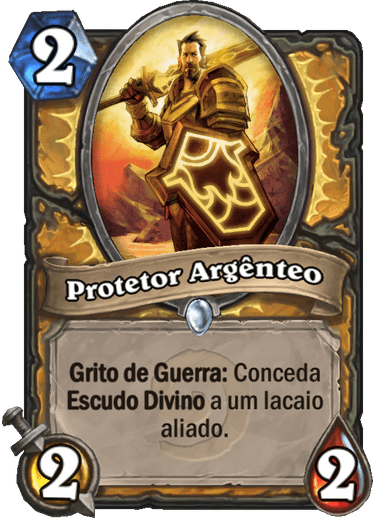 2
Protetor Argênteo
Grito de Guerra: Conceda
Escudo Divino a um lacaio
aliado.
2
2